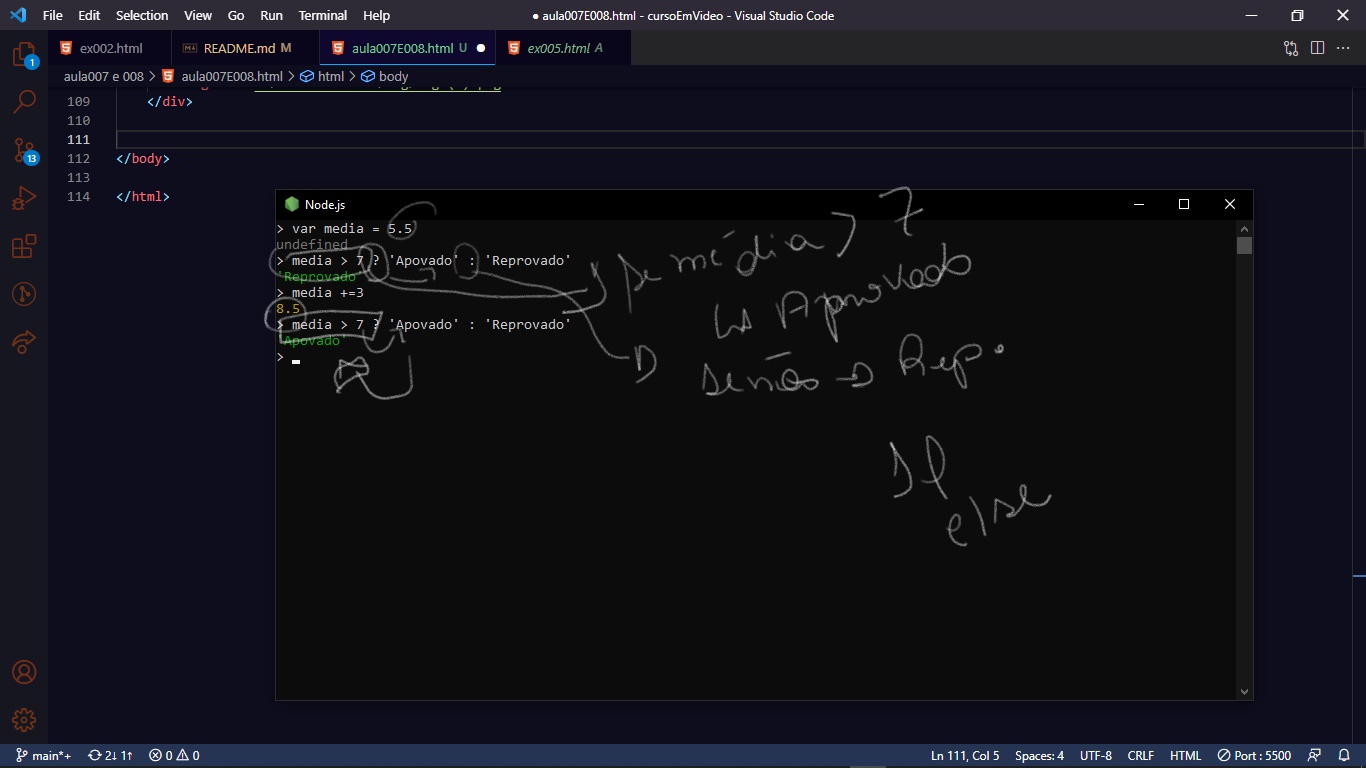 File Edit Selection View Go Run Terminal Help
● aula007E008.html - cursoEmVideo - Visual Studio Code
ex002.html
README.md M
aula007E008.html U ●
ex005.html A
aula007 e 008 > aula007E008.html > html > body
109 </div>
110
111
112 </body>
113
114 </html>
Node.js
> var media = 5.5
undefined
> media > 7 ? 'Apovado' : 'Reprovado'
'Reprovado'
> media +=3
8.5
> media > 7 ? 'Apovado' : 'Reprovado'
'Apovado'
>
se média > 7
Aprovado
senão Repo
If
else
1
13
main*+ 2↓ 1↑ 0 0
Ln 111, Col 5 Spaces: 4 UTF-8 CRLF HTML Port : 5500